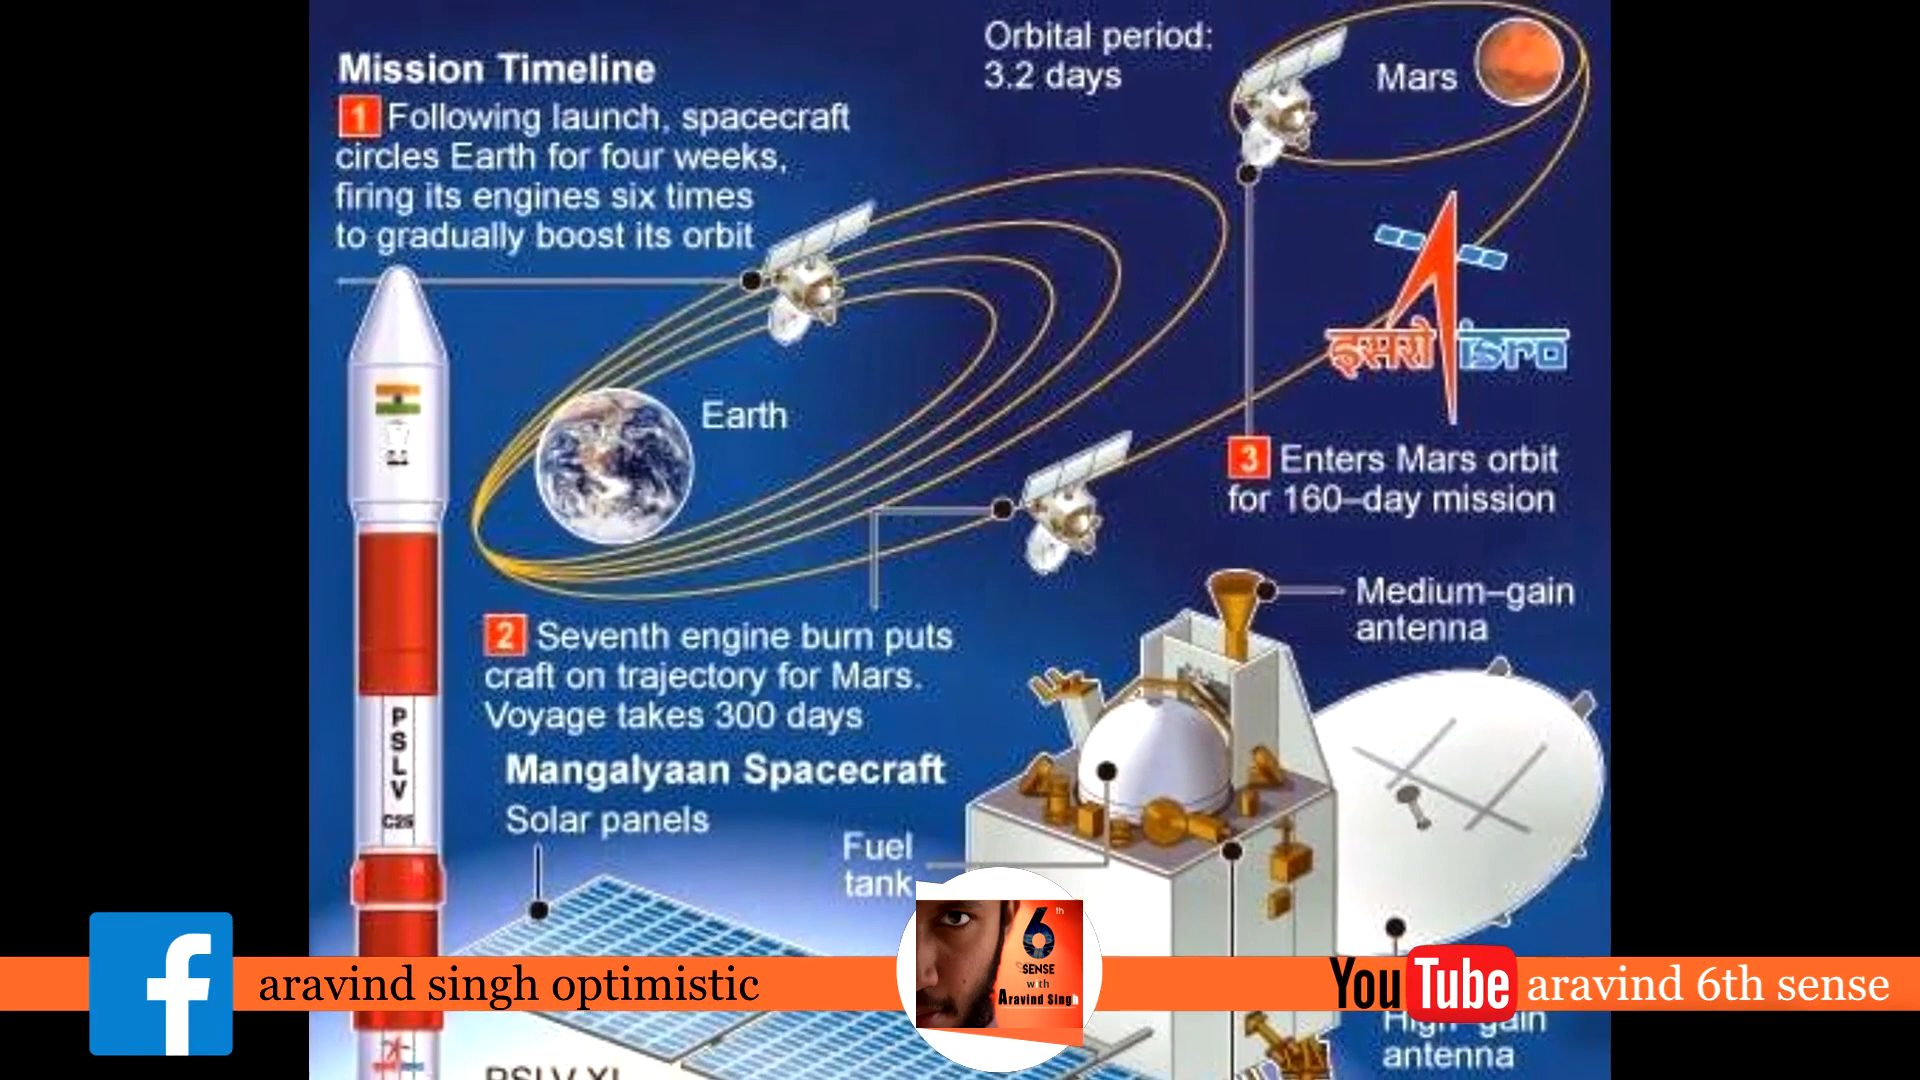 Mission Timeline
1 Following launch, spacecraft
circles Earth for four weeks,
firing its engines six times
to gradually boost its orbit
Orbital period:
3.2 days
Mars
Earth
इसरो isro
3 Enters Mars orbit
for 160–day mission
2 Seventh engine burn puts
craft on trajectory for Mars.
Voyage takes 300 days
P
S
L
V
C25
Mangalyaan Spacecraft
Solar panels
Fuel
tank
Medium–gain
antenna
High–gain
antenna
f
aravind singh optimistic
6th
SENSE
with
Aravind Singh
YouTube
aravind 6th sense
PSLV XL